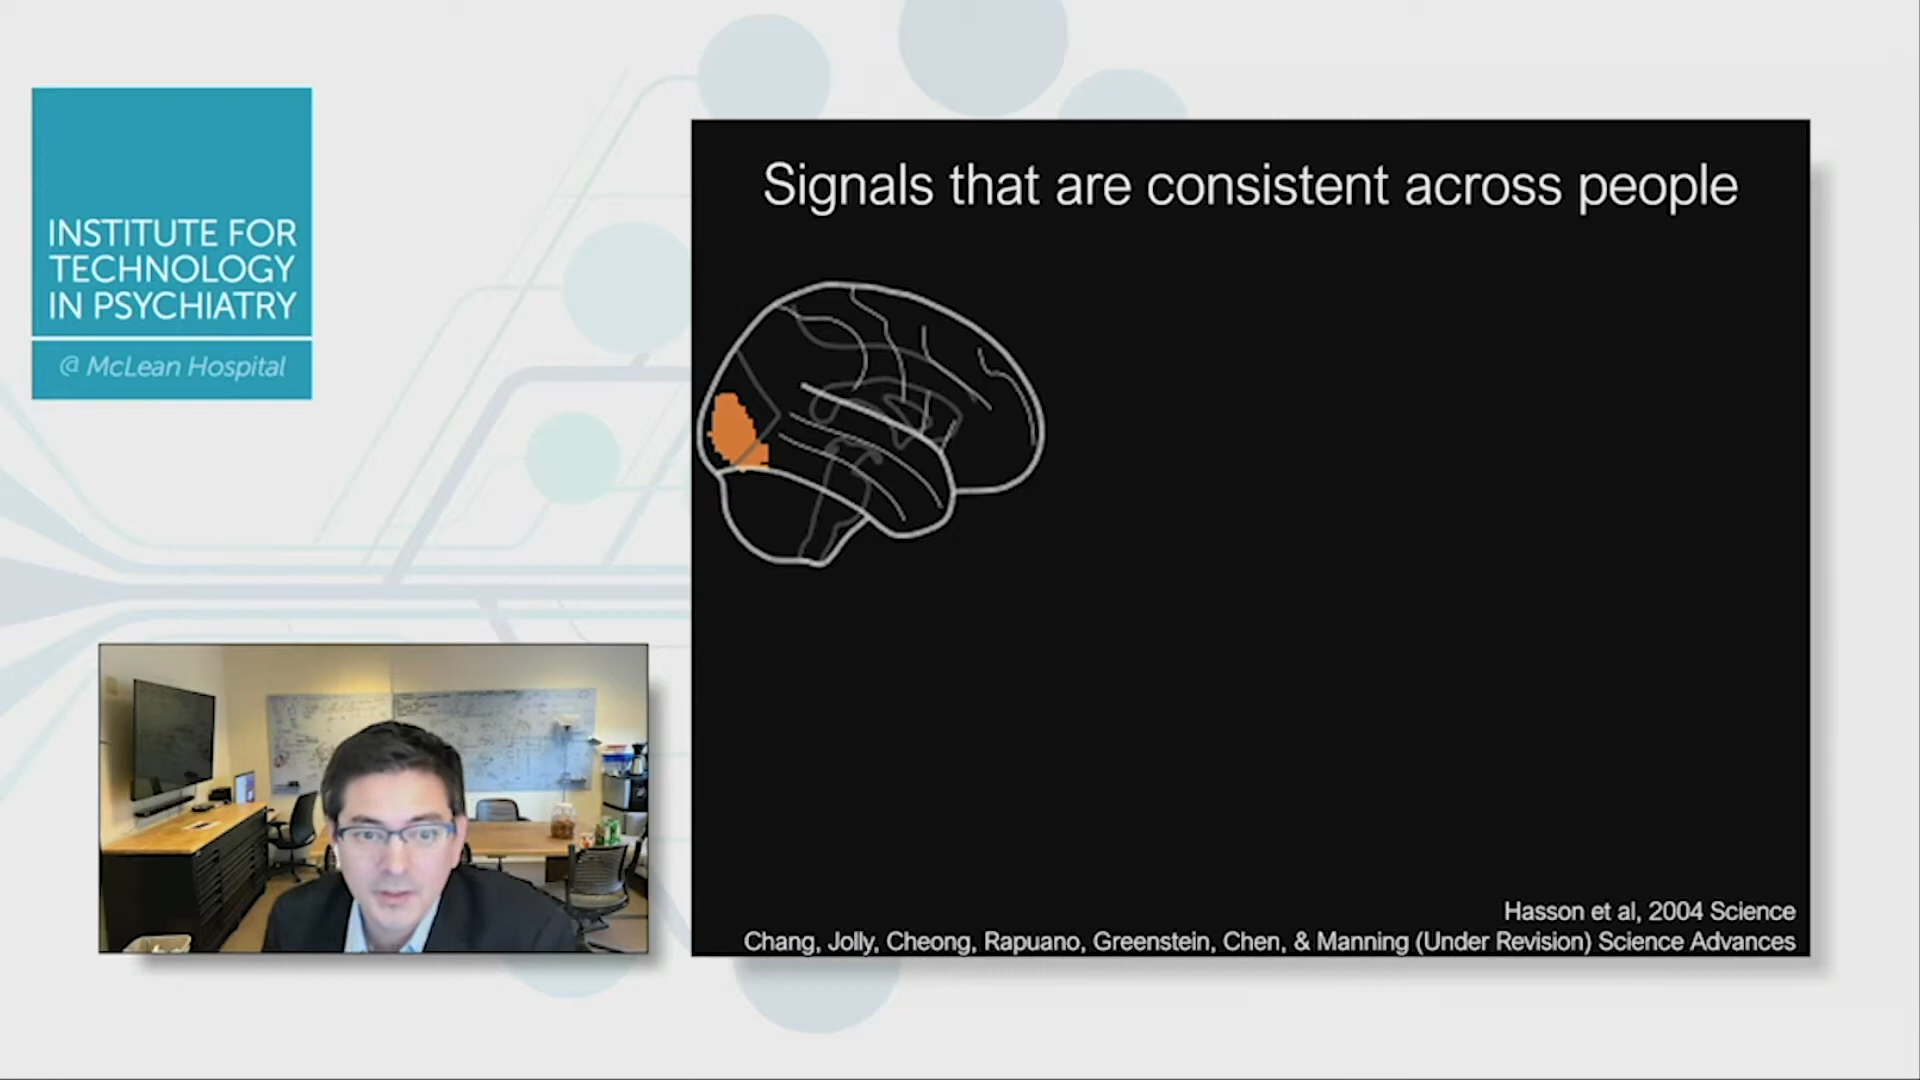 INSTITUTE FOR
TECHNOLOGY
IN PSYCHIATRY
@ McLean Hospital
Signals that are consistent across people
Hasson et al, 2004 Science
Chang, Jolly, Cheong, Rapuano, Greenstein, Chen, & Manning (Under Revision) Science Advances